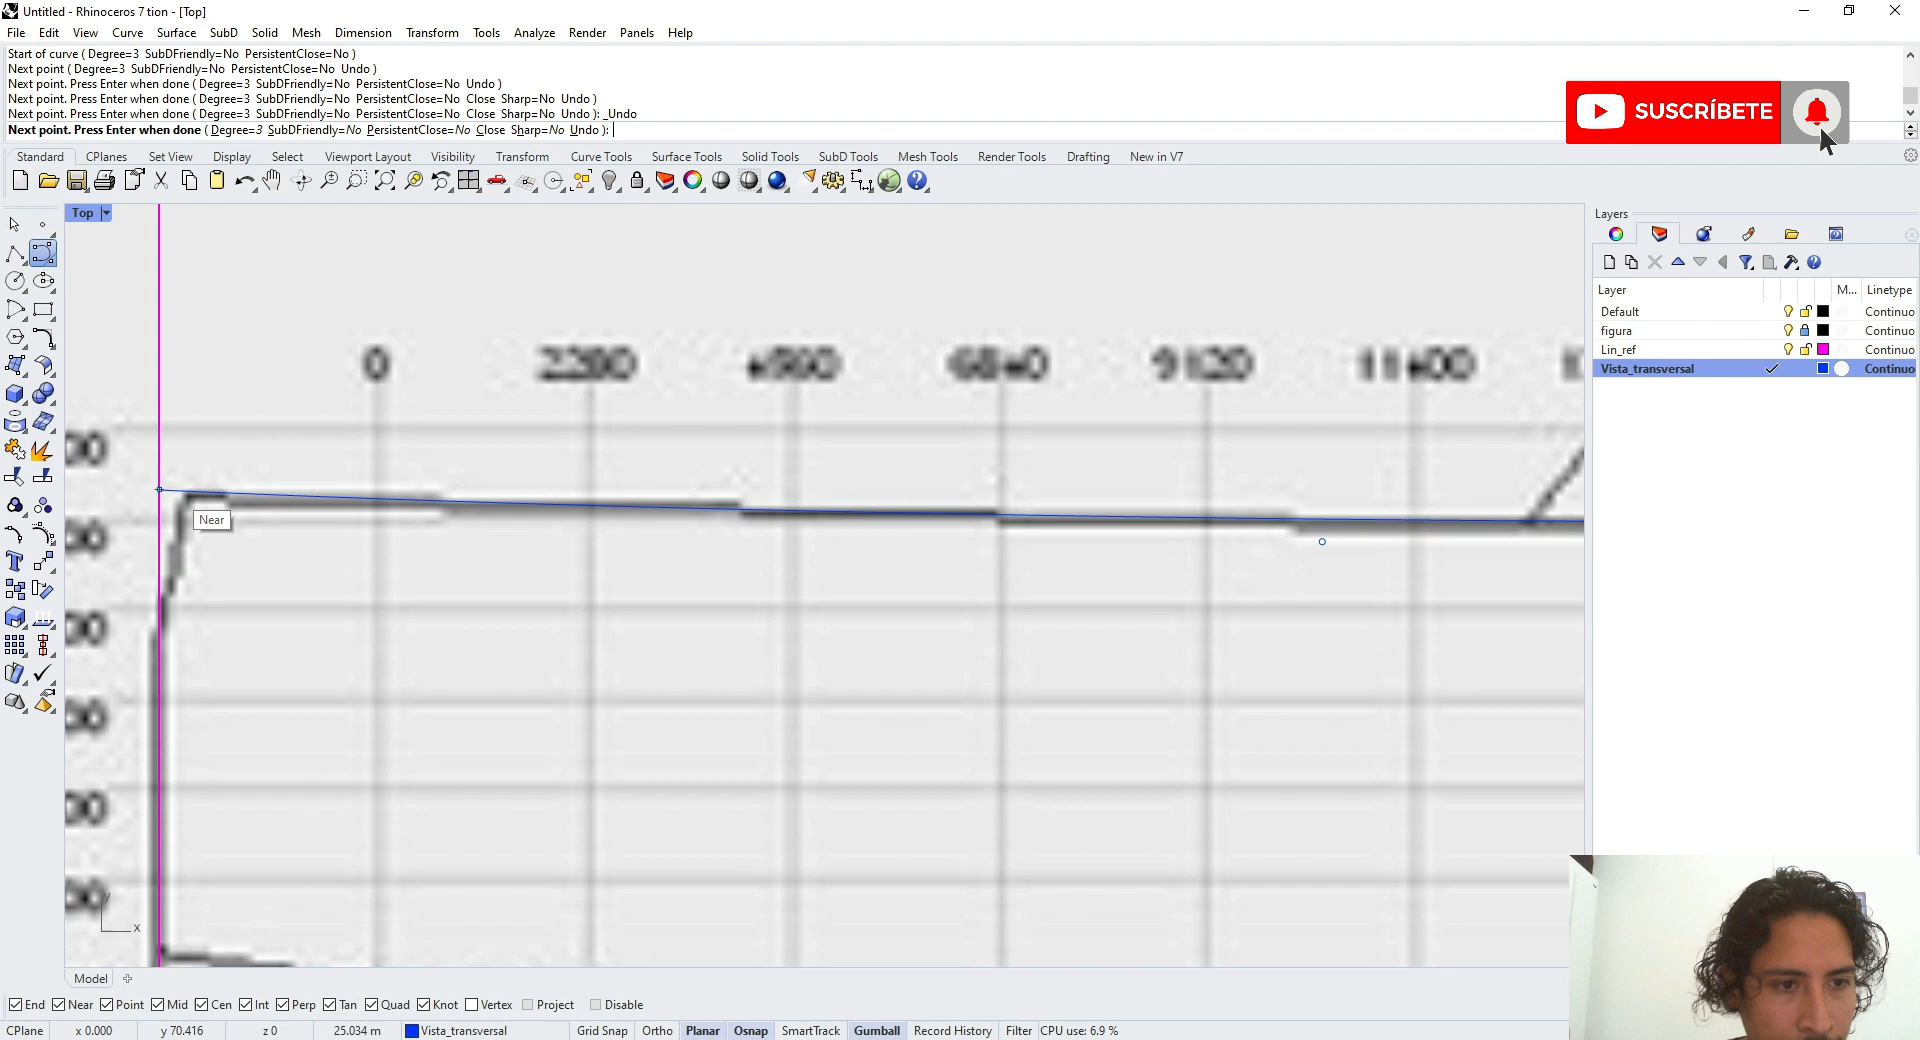 Untitled - Rhinoceros 7 tion - [Top]
File Edit View Curve Surface SubD Solid Mesh Dimension Transform Tools Analyze Render Panels Help
Start of curve ( Degree=3 SubDFriendly=No PersistentClose=No )
Next point ( Degree=3 SubDFriendly=No PersistentClose=No Undo )
Next point. Press Enter when done ( Degree=3 SubDFriendly=No PersistentClose=No Undo )
Next point. Press Enter when done ( Degree=3 SubDFriendly=No PersistentClose=No Close Sharp=No Undo )
Next point. Press Enter when done ( Degree=3 SubDFriendly=No PersistentClose=No Close Sharp=No Undo ): _Undo
Next point. Press Enter when done ( Degree=3 SubDFriendly=No PersistentClose=No Close Sharp=No Undo ):
SUSCRÍBETE
Standard CPlanes Set View Display Select Viewport Layout Visibility Transform Curve Tools Surface Tools Solid Tools SubD Tools Mesh Tools Render Tools Drafting New in V7
Top
Layers
Layer M... Linetype
Default Continuo
figura Continuo
Lin_ref Continuo
Vista_transversal Continuo
0 2280 6840 9120 11400
Near
y
x
Model
End Near Point Mid Cen Int Perp Tan Quad Knot Vertex Project Disable
CPlane x 0.000 y 70.416 z 0 25.034 m Vista_transversal Grid Snap Ortho Planar Osnap SmartTrack Gumball Record History Filter CPU use: 6.9 %